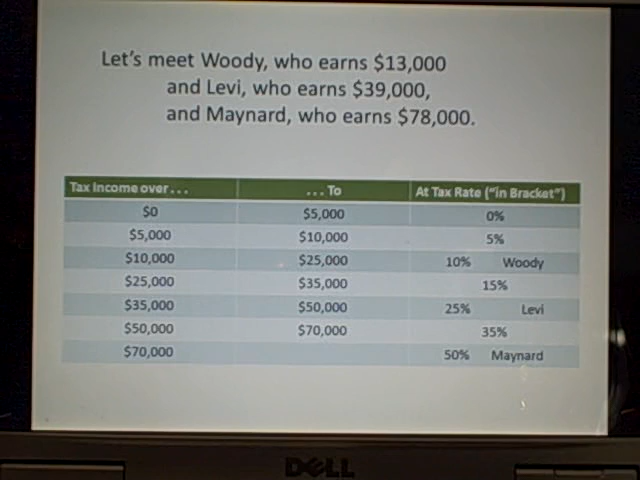 Let's meet Woody, who earns $13,000
and Levi, who earns $39,000,
and Maynard, who earns $78,000.
Tax Income over... ... To At Tax Rate ("in Bracket")
$0 $5,000 0%
$5,000 $10,000 5%
$10,000 $25,000 10% Woody
$25,000 $35,000 15%
$35,000 $50,000 25% Levi
$50,000 $70,000 35%
$70,000 50% Maynard
DELL